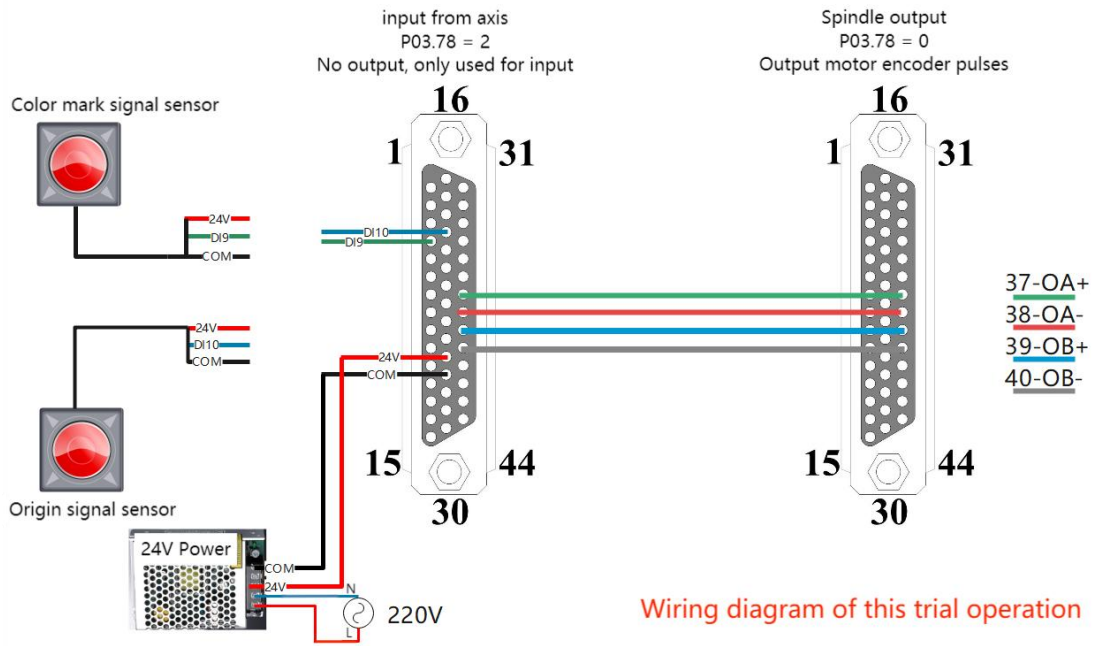 input from axis
P03.78 = 2
No output, only used for input
Spindle output
P03.78 = 0
Output motor encoder pulses
Color mark signal sensor
16
16
1
31
1
31
24V
DI9
COM
DI10
DI9
37-OA+
38-OA-
39-OB+
40-OB-
24V
DI10
COM
24V
COM
15
44
15
44
30
30
Origin signal sensor
24V Power
COM
24V
N
L
220V
Wiring diagram of this trial operation